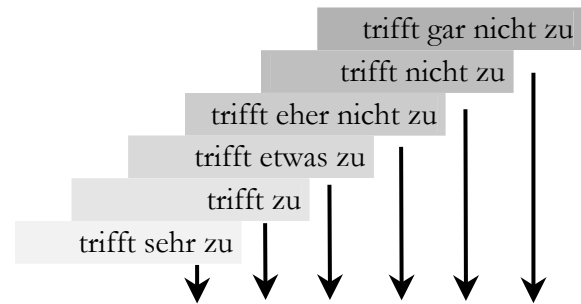 trifft gar nicht zu
trifft nicht zu
trifft eher nicht zu
trifft etwas zu
trifft zu
trifft sehr zu